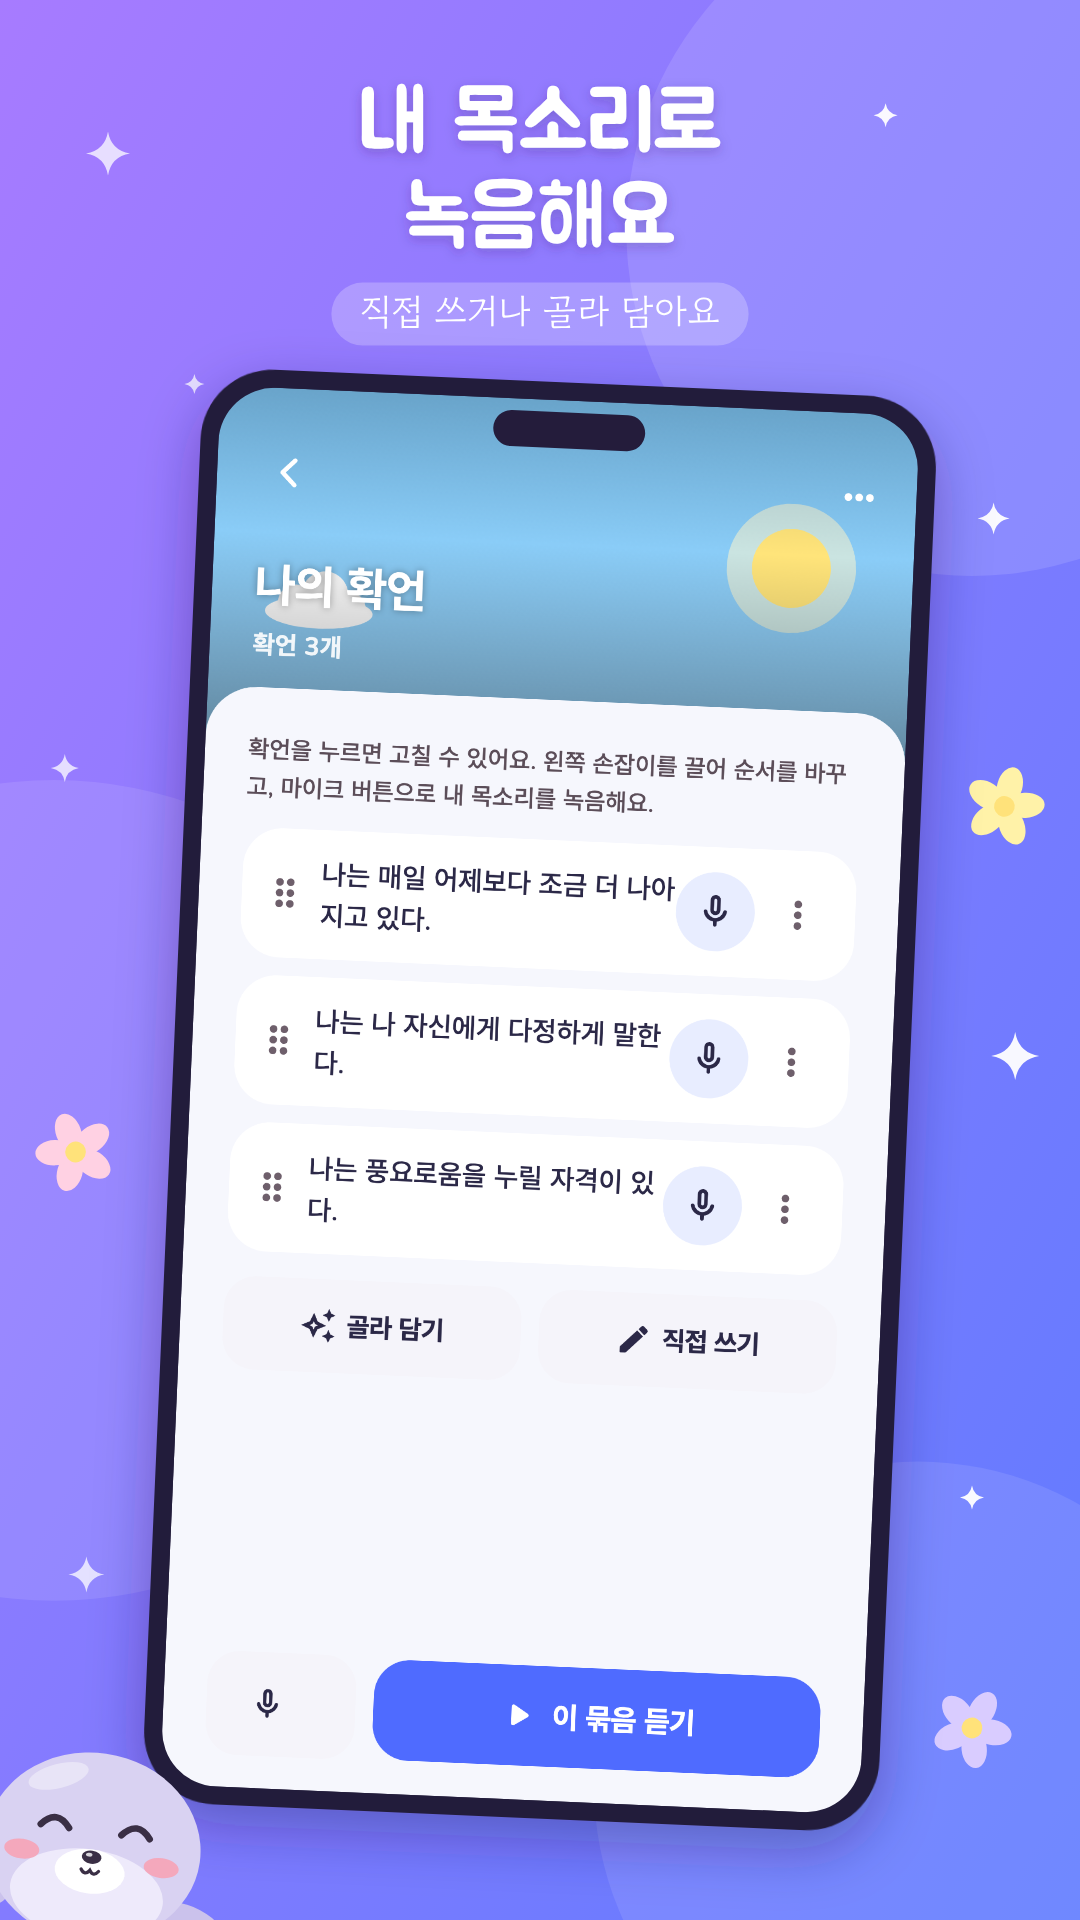 내 목소리로
녹음해요
직접 쓰거나 골라 담아요
나의 확언
확언 3개
확언을 누르면 고칠 수 있어요. 왼쪽 손잡이를 끌어 순서를 바꾸
고, 마이크 버튼으로 내 목소리를 녹음해요.
나는 매일 어제보다 조금 더 나아
지고 있다.
나는 나 자신에게 다정하게 말한
다.
나는 풍요로움을 누릴 자격이 있
다.
골라 담기
직접 쓰기
이 묶음 듣기